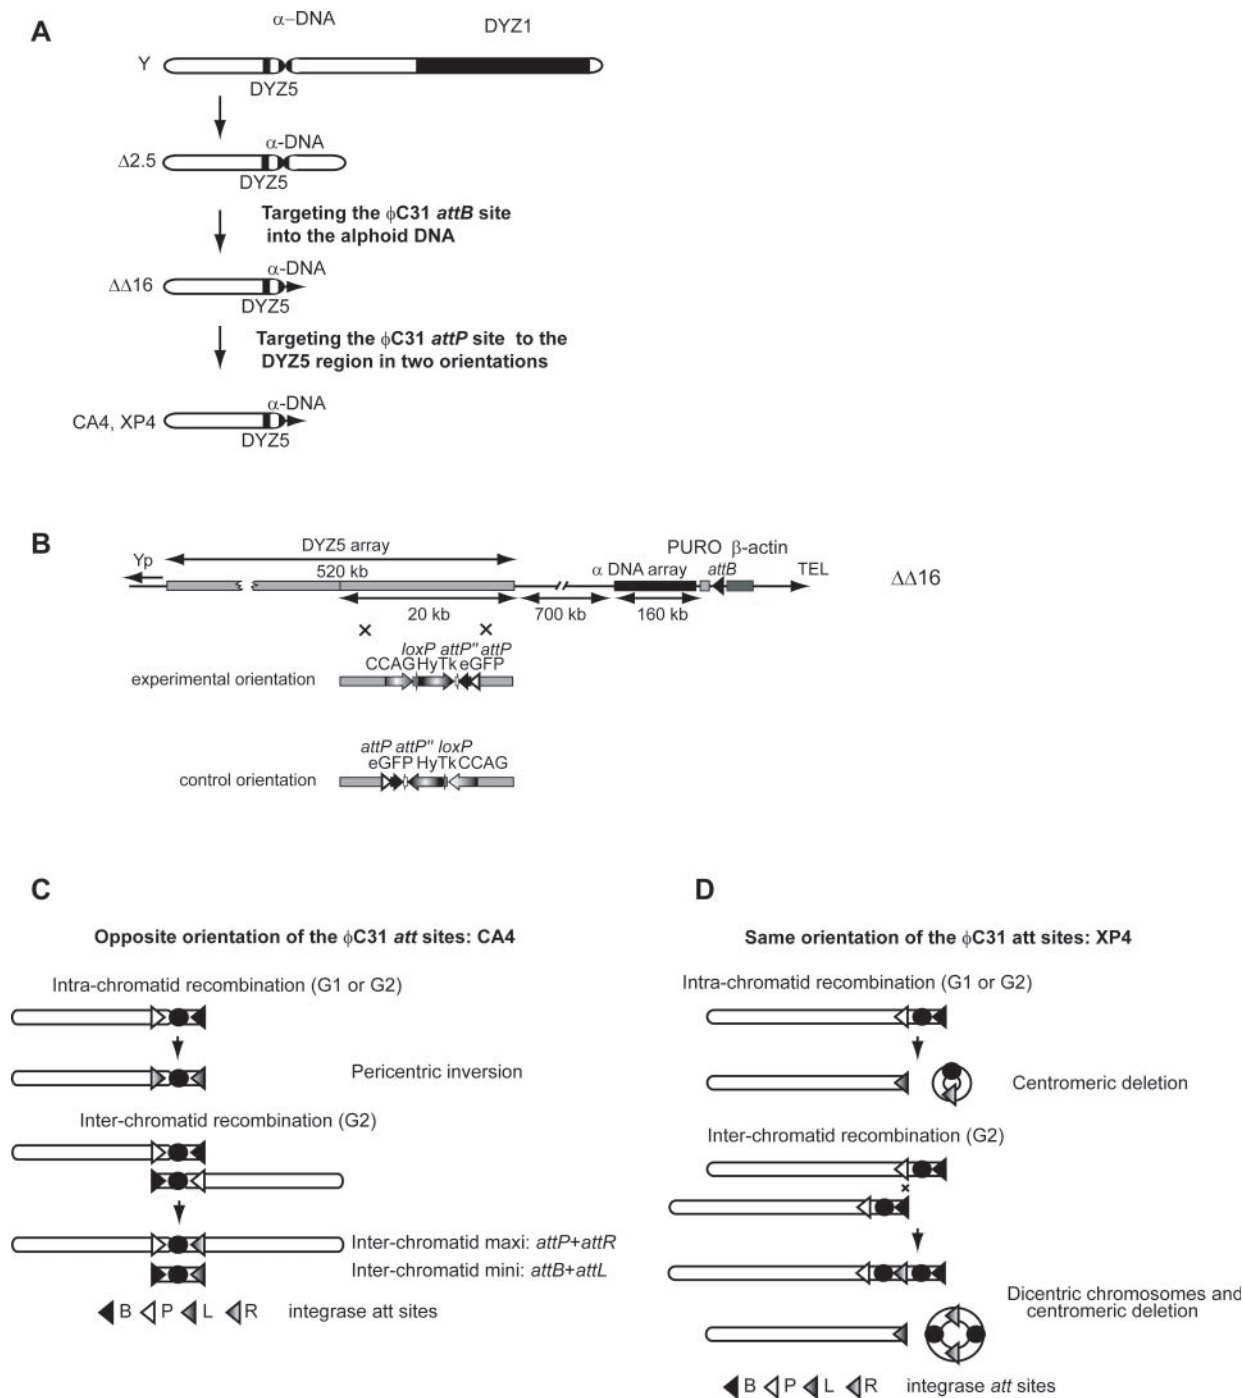 A
α–DNA
DYZ1
Y
DYZ5
α-DNA
Δ2.5
DYZ5
Targeting the ϕC31 attB site
into the alphoid DNA
α-DNA
ΔΔ16
DYZ5
Targeting the ϕC31 attP site to the
DYZ5 region in two orientations
α-DNA
CA4, XP4
DYZ5
B
DYZ5 array
PURO β-actin
Yp
520 kb
α DNA array
attB
TEL
ΔΔ16
20 kb
700 kb
160 kb
loxP attP" attP
CCAG HyTk eGFP
experimental orientation
attP attP" loxP
eGFP HyTk CCAG
control orientation
C
Opposite orientation of the ϕC31 att sites: CA4
Intra-chromatid recombination (G1 or G2)
Pericentric inversion
Inter-chromatid recombination (G2)
Inter-chromatid maxi: attP+attR
Inter-chromatid mini: attB+attL
B P L R integrase att sites
D
Same orientation of the ϕC31 att sites: XP4
Intra-chromatid recombination (G1 or G2)
Centromeric deletion
Inter-chromatid recombination (G2)
Dicentric chromosomes and
centromeric deletion
B P L R integrase att sites